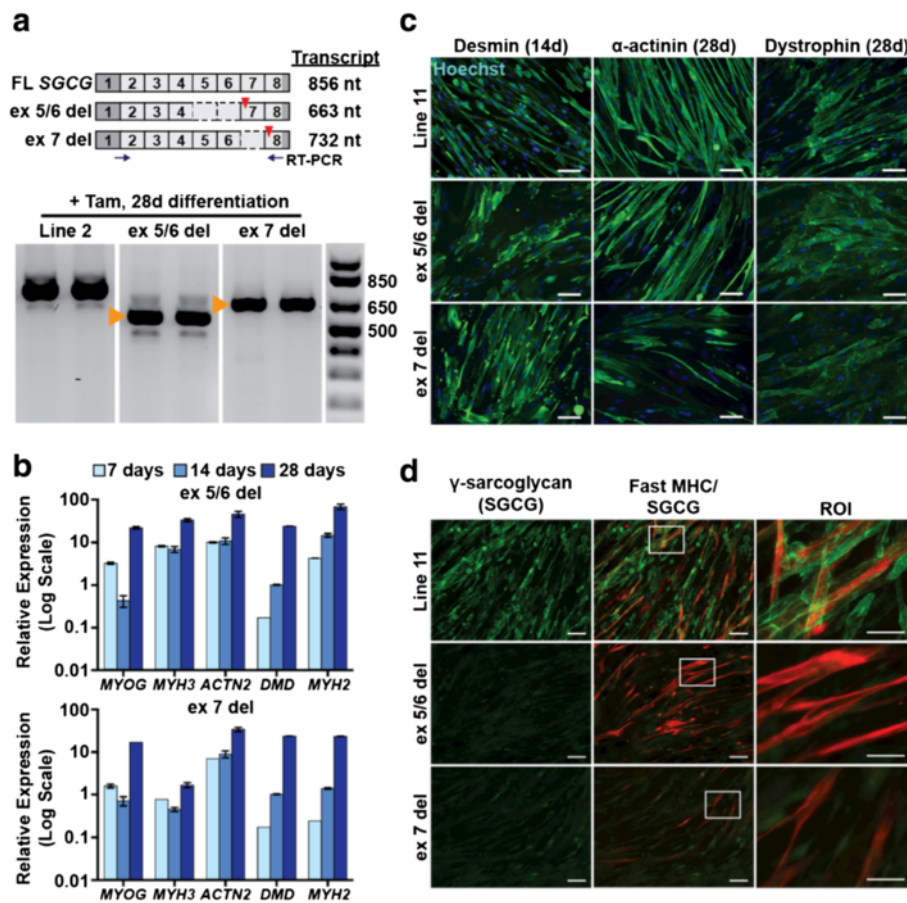 a
Transcript
FL SGCG 1 2 3 4 5 6 7 8 856 nt
ex 5/6 del 1 2 3 4 7 8 663 nt
ex 7 del 1 2 3 4 5 6 8 732 nt
RT-PCR
+ Tam, 28d differentiation
Line 2 ex 5/6 del ex 7 del
850
650
500
b
7 days 14 days 28 days
ex 5/6 del
Relative Expression
(Log Scale)
100
10
1
0.1
0.01
MYOG MYH3 ACTN2 DMD MYH2
ex 7 del
Relative Expression
(Log Scale)
100
10
1
0.1
0.01
MYOG MYH3 ACTN2 DMD MYH2
c
Desmin (14d) α-actinin (28d) Dystrophin (28d)
Hoechst
Line 11
ex 5/6 del
ex 7 del
d
γ-sarcoglycan
(SGCG)
Fast MHC/
SGCG
ROI
Line 11
ex 5/6 del
ex 7 del